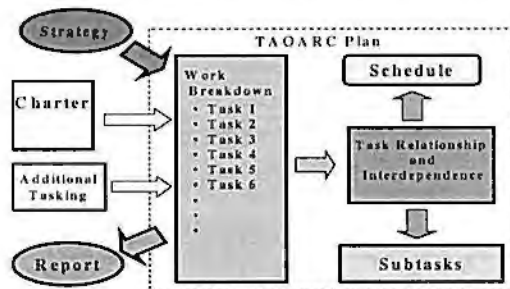 Strategy
TAOARC Plan
Work
Breakdown
• Task 1
• Task 2
• Task 3
• Task 4
• Task 5
• Task 6
•
•
•
Charter
Additional
Tasking
Report
Schedule
Task Relationship
and
Interdependence
Subtasks